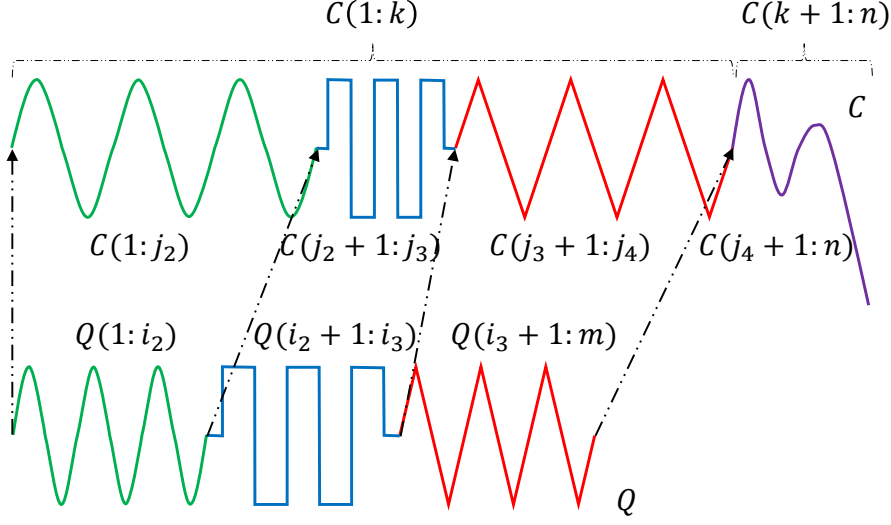 C(1:k)
C(k+1:n)
C
C(1:j₂)
C(j₂+1:j₃)
C(j₃+1:j₄)
C(j₄+1:n)
Q(1:i₂)
Q(i₂+1:i₃)
Q(i₃+1:m)
Q